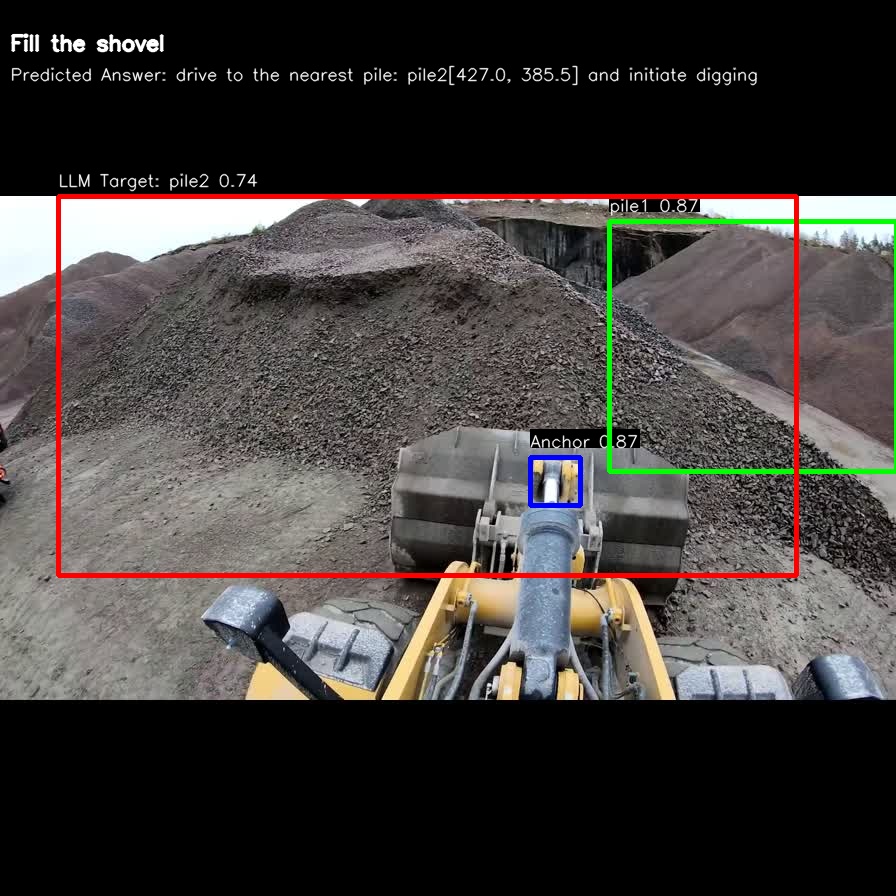 Fill the shovel
Predicted Answer: drive to the nearest pile: pile2[427.0, 385.5] and initiate digging
LLM Target: pile2 0.74
pile1 0.87
Anchor 0.87